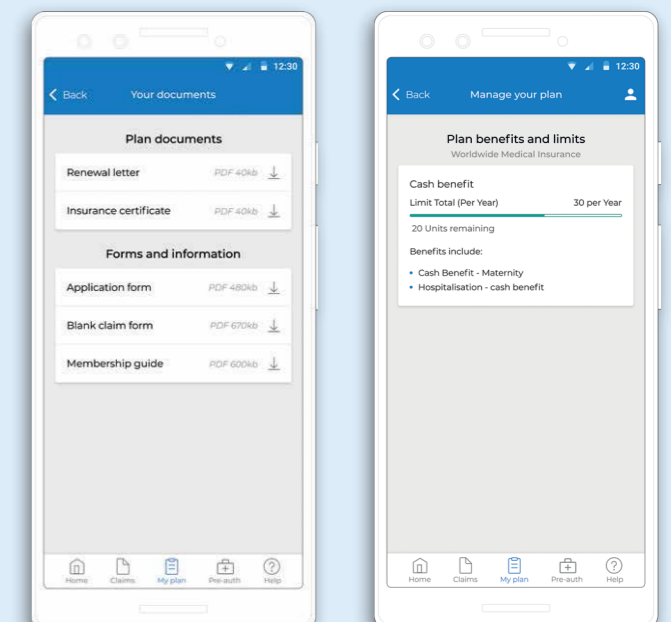 12:30
Back
Your documents
Plan documents
Renewal letter PDF 40kb
Insurance certificate PDF 40kb
Forms and information
Application form PDF 480kb
Blank claim form PDF 670kb
Membership guide PDF 600kb
Home Claims My plan Pre-auth Help
12:30
Back
Manage your plan
Plan benefits and limits
Worldwide Medical Insurance
Cash benefit
Limit Total (Per Year) 30 per Year
20 Units remaining
Benefits include:
• Cash Benefit - Maternity
• Hospitalisation - cash benefit
Home Claims My plan Pre-auth Help